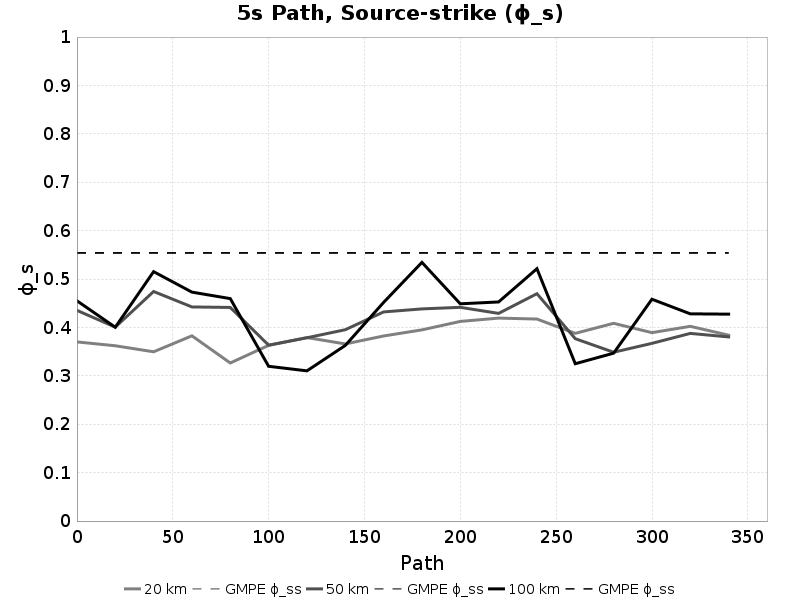 5s Path, Source-strike (ϕ_s)
1
0.9
0.8
0.7
0.6
0.5
0.4
0.3
0.2
0.1
0
ϕ_s
0 50 100 150 200 250 300 350
Path
20 km GMPE ϕ_ss 50 km GMPE ϕ_ss 100 km GMPE ϕ_ss